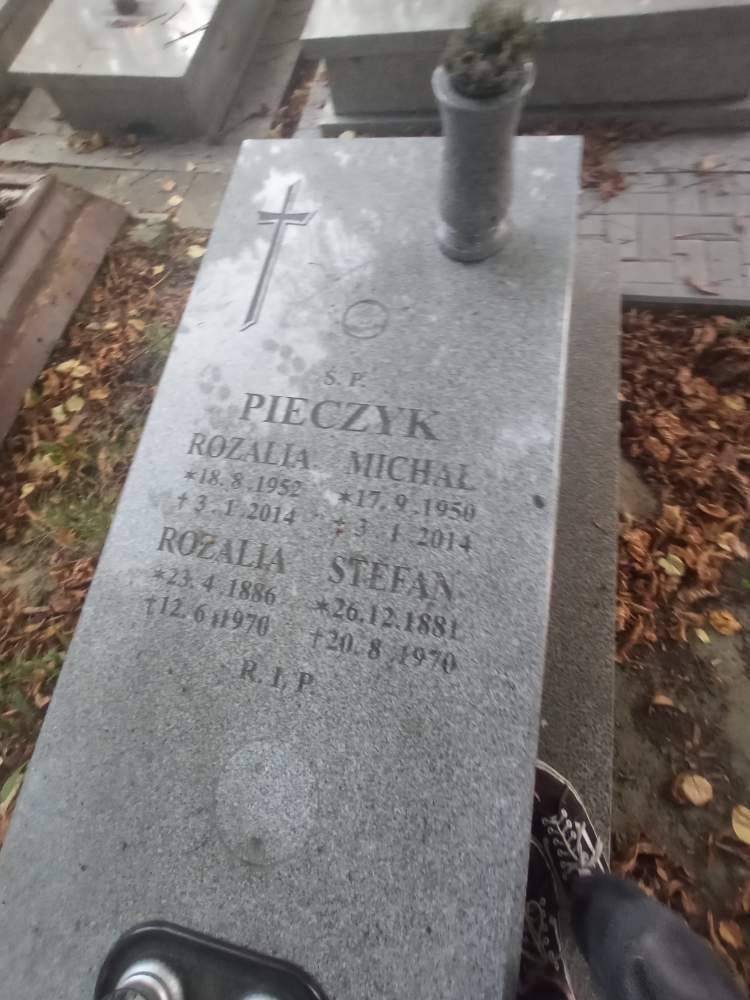 Ś. P.
PIECZYK
ROZALIA MICHAŁ
*18.8.1952 *17.9.1950
†3.1.2014 †3.1.2014
ROZALIA STEFAN
*23.4.1886 *26.12.1881
†12.6.1970 †20.8.1970
R.I.P.